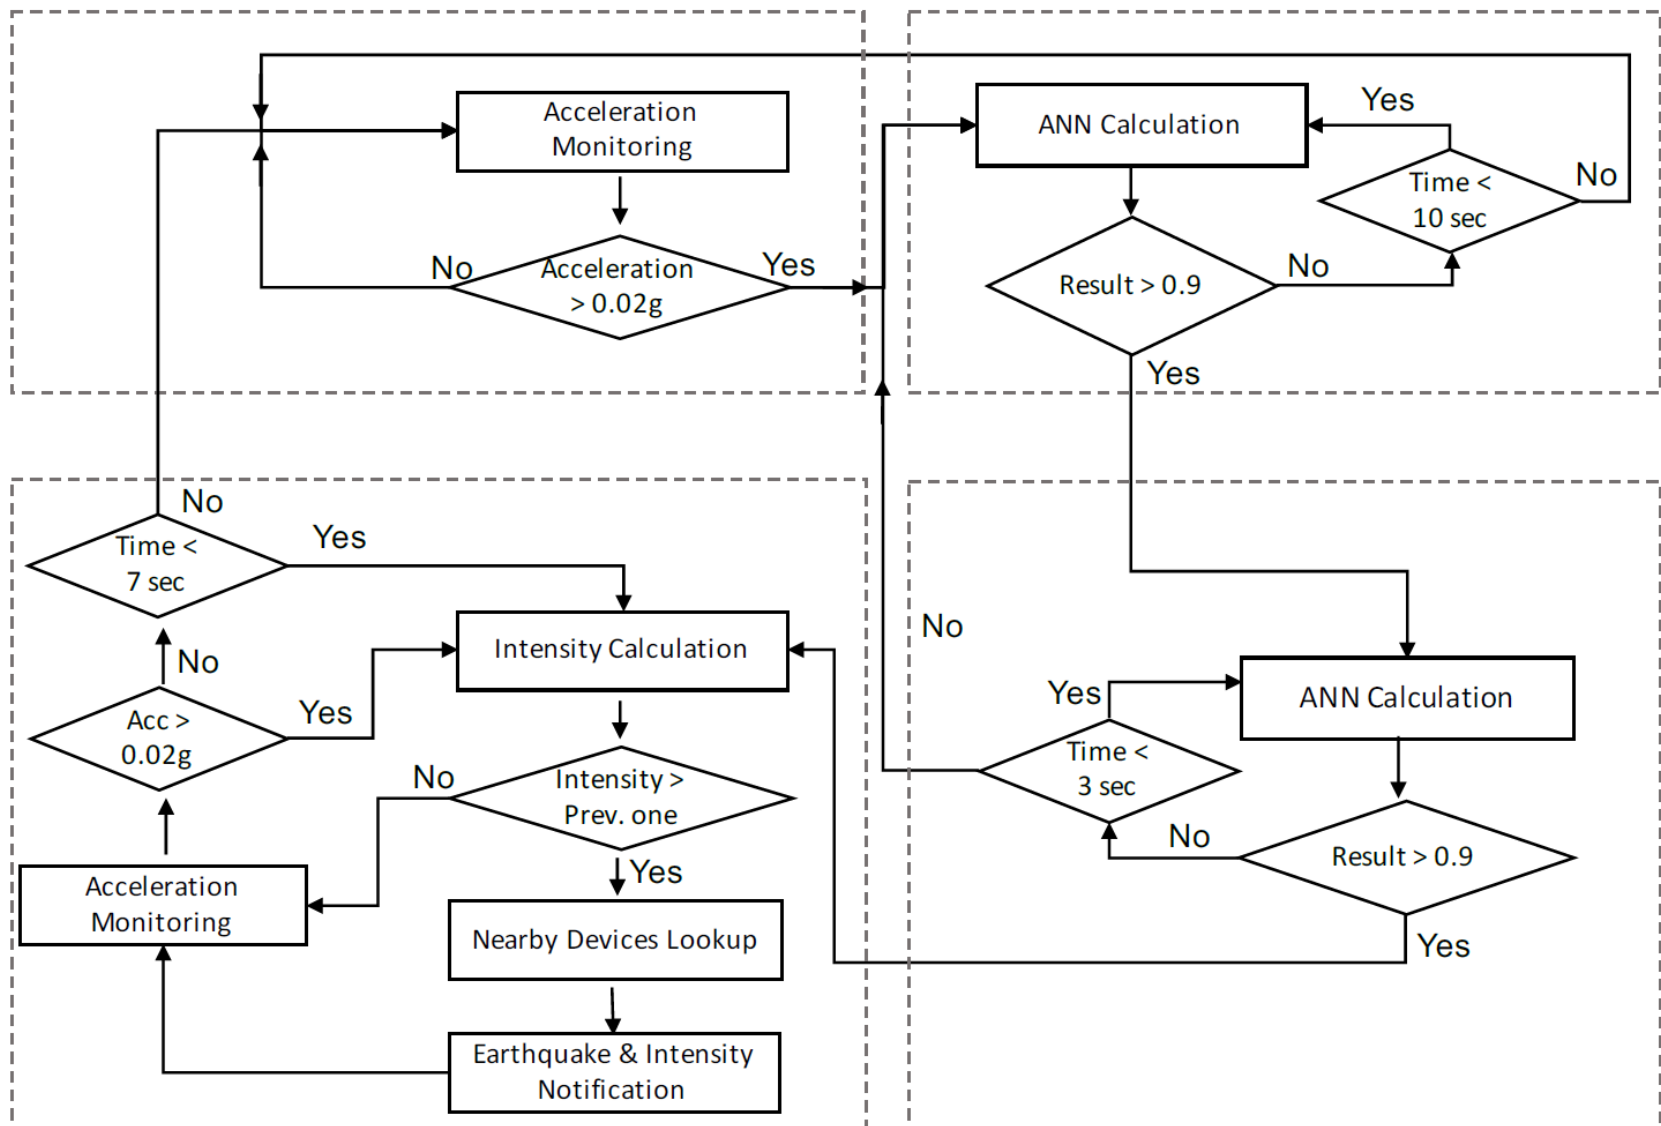 Acceleration
Monitoring
No
Acceleration
> 0.02g
Yes
ANN Calculation
Yes
Time <
10 sec
No
Result > 0.9
No
Yes
No
Time <
7 sec
Yes
Intensity Calculation
No
Acc >
0.02g
Yes
No
Intensity >
Prev. one
Yes
Acceleration
Monitoring
Nearby Devices Lookup
Earthquake & Intensity
Notification
No
ANN Calculation
Yes
Time <
3 sec
No
Result > 0.9
Yes